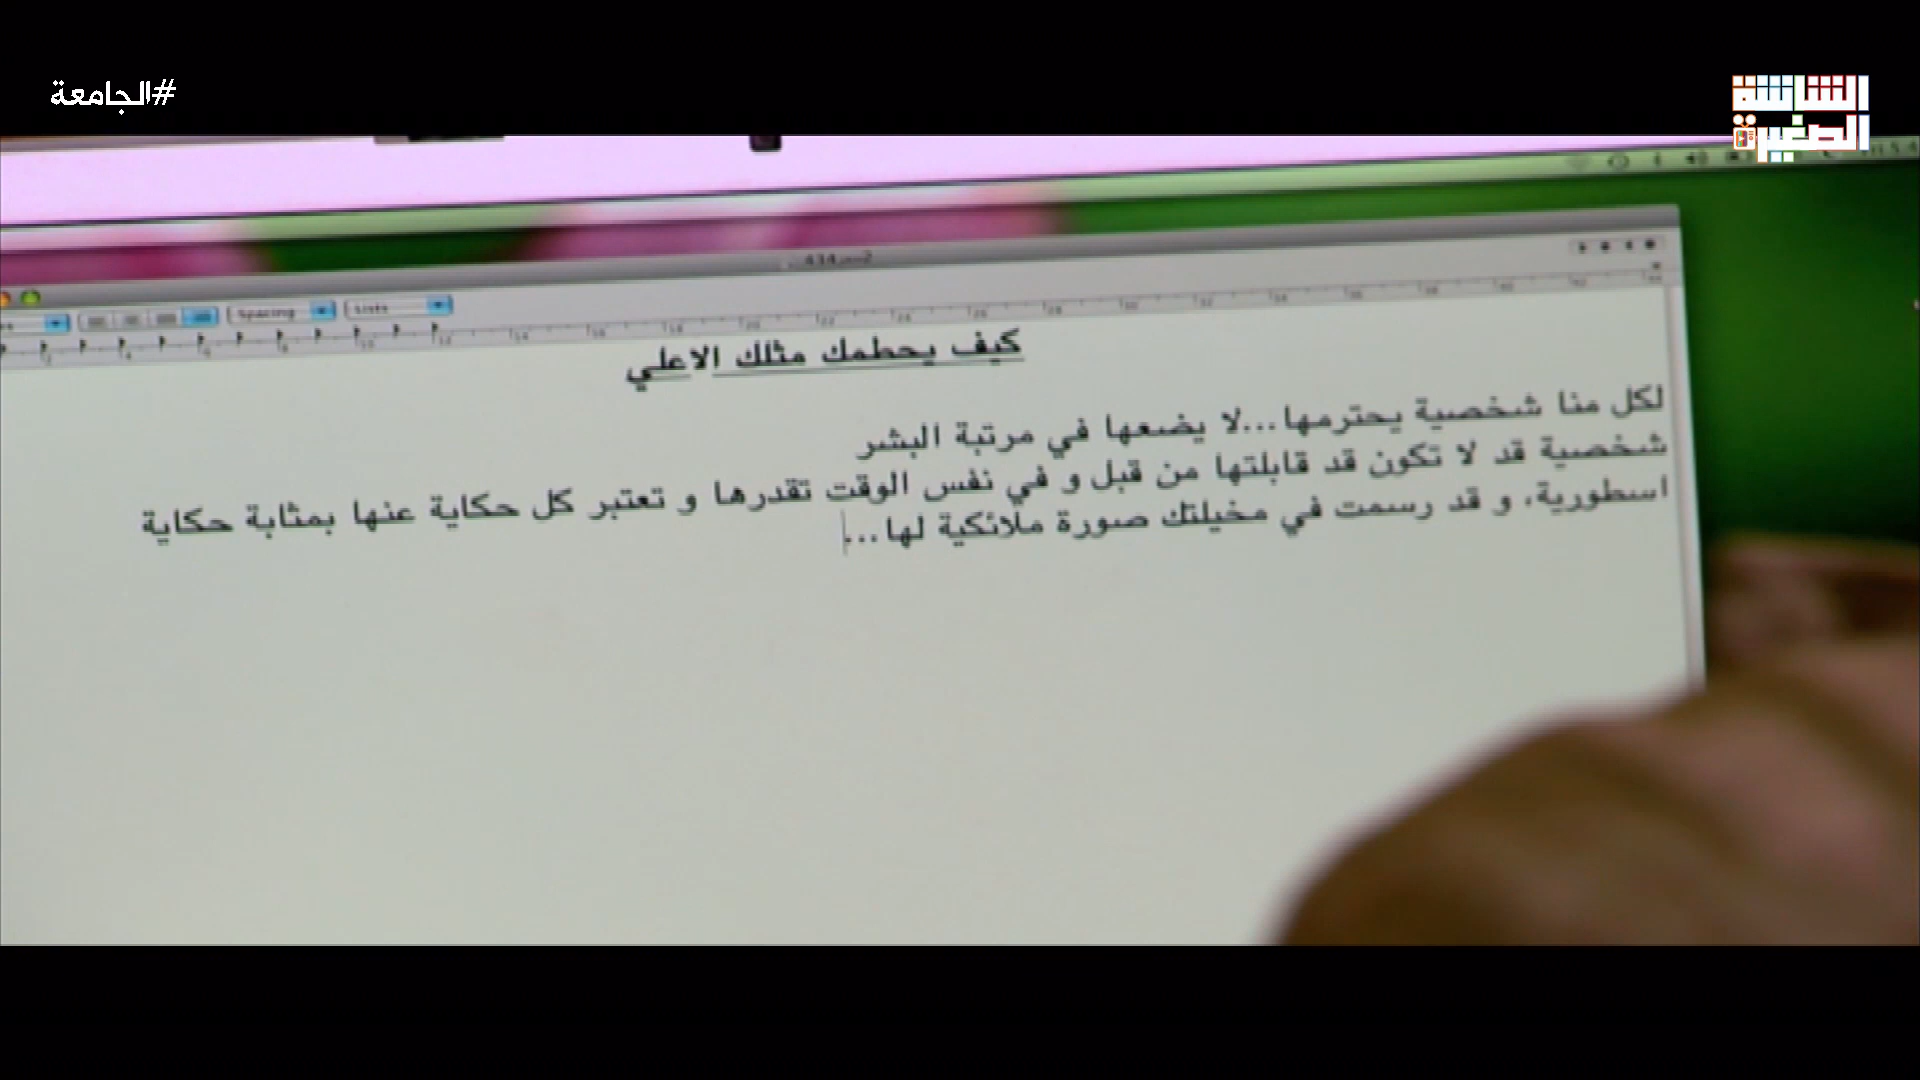 #الجامعة
الشاشة
الصغيرة
Spacing
Lists
كيف يحطمك مثلك الاعلي
لكل منا شخصية يحترمها...لا يضعها في مرتبة البشر
شخصية قد لا تكون قد قابلتها من قبل و في نفس الوقت تقدرها و تعتبر كل حكاية عنها بمثابة حكاية
اسطورية، و قد رسمت في مخيلتك صورة ملائكية لها...